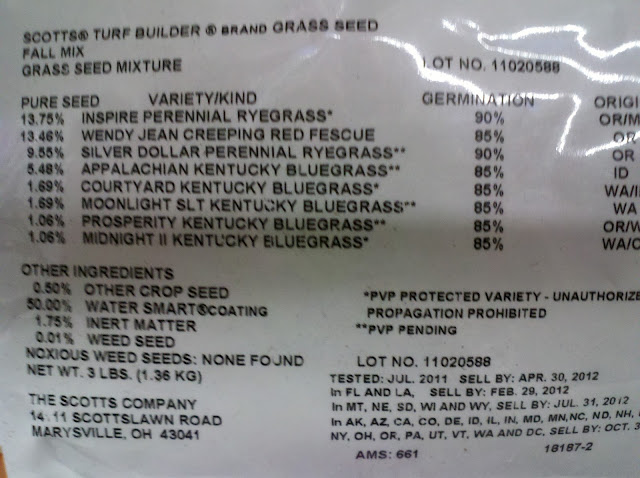 SCOTTS® TURF BUILDER ® BRAND GRASS SEED
FALL MIX
GRASS SEED MIXTURE LOT NO. 11020588
PURE SEED VARIETY/KIND GERMINATION ORIGI
13.75% INSPIRE PERENNIAL RYEGRASS* 90% OR/M
13.46% WENDY JEAN CREEPING RED FESCUE 85% OR
9.55% SILVER DOLLAR PERENNIAL RYEGRASS** 90% OR
5.48% APPALACHIAN KENTUCKY BLUEGRASS** 85% ID
1.69% COURTYARD KENTUCKY BLUEGRASS* 85% WA/I
1.69% MOONLIGHT SLT KENTUCKY BLUEGRASS** 85% WA
1.06% PROSPERITY KENTUCKY BLUEGRASS** 85% OR/W
1.06% MIDNIGHT II KENTUCKY BLUEGRASS* 85% WA/O
OTHER INGREDIENTS
0.50% OTHER CROP SEED
50.00% WATER SMART®COATING
1.75% INERT MATTER
0.01% WEED SEED
NOXIOUS WEED SEEDS: NONE FOUND
NET WT. 3 LBS. (1.36 KG)
THE SCOTTS COMPANY
14111 SCOTTSLAWN ROAD
MARYSVILLE, OH 43041
*PVP PROTECTED VARIETY - UNAUTHORIZE
PROPAGATION PROHIBITED
**PVP PENDING
LOT NO. 11020588
TESTED: JUL. 2011 SELL BY: APR. 30, 2012
In FL AND LA, SELL BY: FEB. 29, 2012
In MT, NE, SD, WI AND WY, SELL BY: JUL. 31, 2012
In AK, AZ, CA, CO, DE, ID, IL, IN, MD, MN,NC, ND, NH,
NY, OH, OR, PA, UT, VT, WA AND DC, SELL BY: OCT. 3
AMS: 661 18187-2